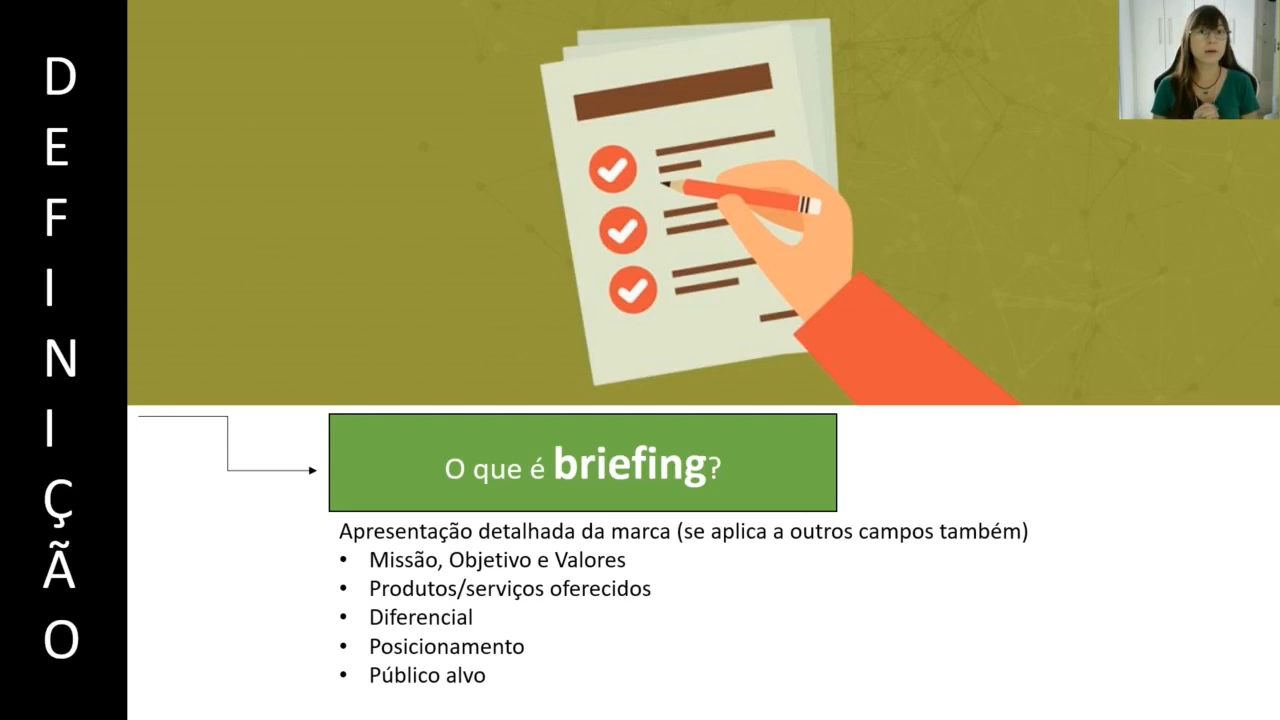 DEFINIÇÃO
O que é briefing?
Apresentação detalhada da marca (se aplica a outros campos também)
• Missão, Objetivo e Valores
• Produtos/serviços oferecidos
• Diferencial
• Posicionamento
• Público alvo